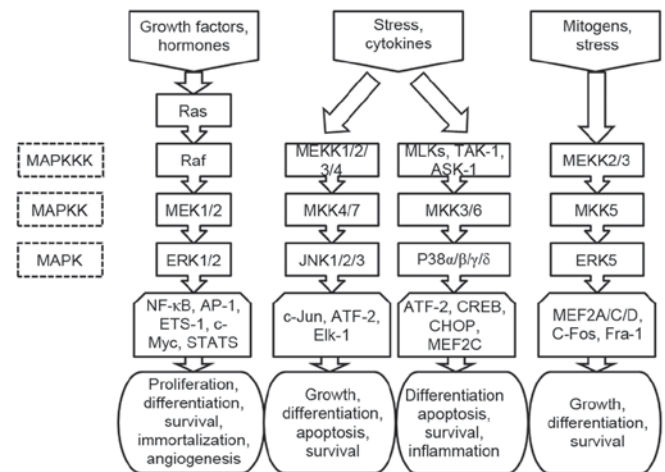 Growth factors,
hormones
Stress,
cytokines
Mitogens,
stress
Ras
MAPKKK
Raf
MEKK1/2/
3/4
MLKs, TAK-1,
ASK-1
MEKK2/3
MAPKK
MEK1/2
MKK4/7
MKK3/6
MKK5
MAPK
ERK1/2
JNK1/2/3
P38α/β/γ/δ
ERK5
NF-κB, AP-1,
ETS-1, c-
Myc, STATS
c-Jun, ATF-2,
Elk-1
ATF-2, CREB,
CHOP,
MEF2C
MEF2A/C/D,
C-Fos, Fra-1
Proliferation,
differentiation,
survival,
immortalization,
angiogenesis
Growth,
differentiation,
apoptosis,
survival
Differentiation
apoptosis,
survival,
inflammation
Growth,
differentiation,
survival